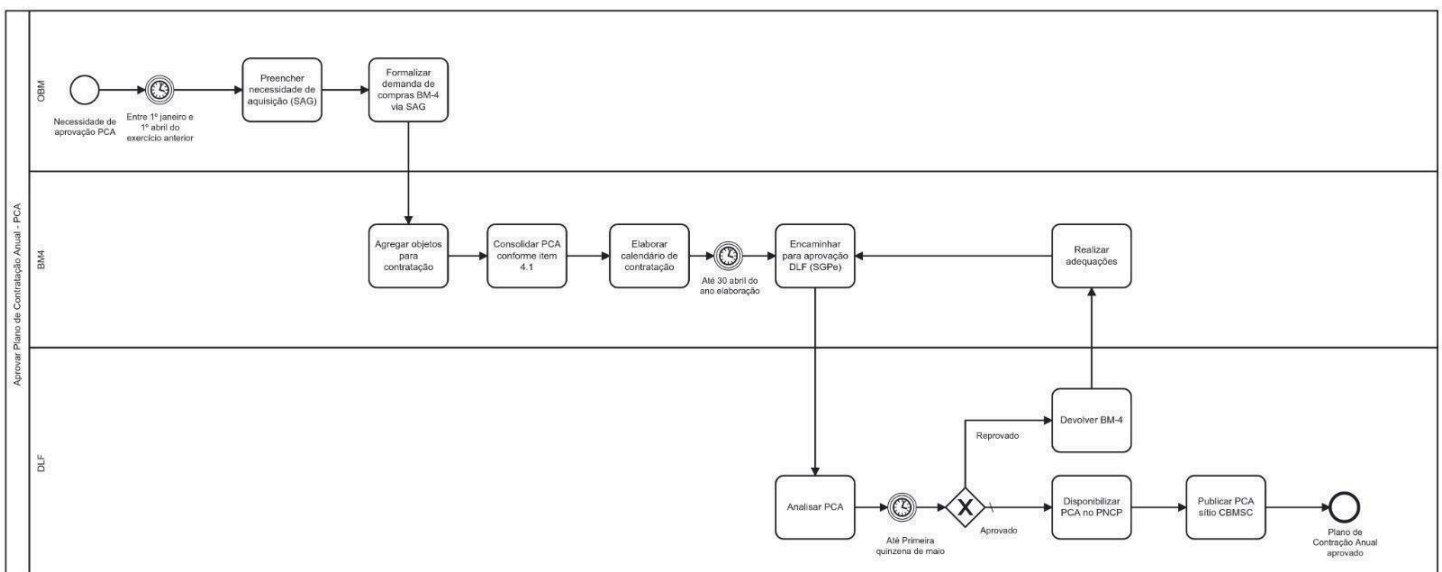 Aprovar Plano de Contratação Anual - PCA
OBM
Necessidade de
aprovação PCA
Entre 1º janeiro e
1º abril do
exercício anterior
Preencher
necessidade de
aquisição (SAG)
Formalizar
demanda de
compras BM-4
via SAG
BM4
Agregar objetos
para
contratação
Consolidar PCA
conforme item
4.1
Elaborar
calendário de
contratação
Até 30 abril do
ano elaboração
Encaminhar
para aprovação
DLF (SGPe)
Realizar
adequações
DLF
Devolver BM-4
Reprovado
Analisar PCA
Até Primeira
quinzena de maio
X
Aprovado
Disponibilizar
PCA no PNCP
Publicar PCA
sítio CBMSC
Plano de
Contração Anual
aprovado